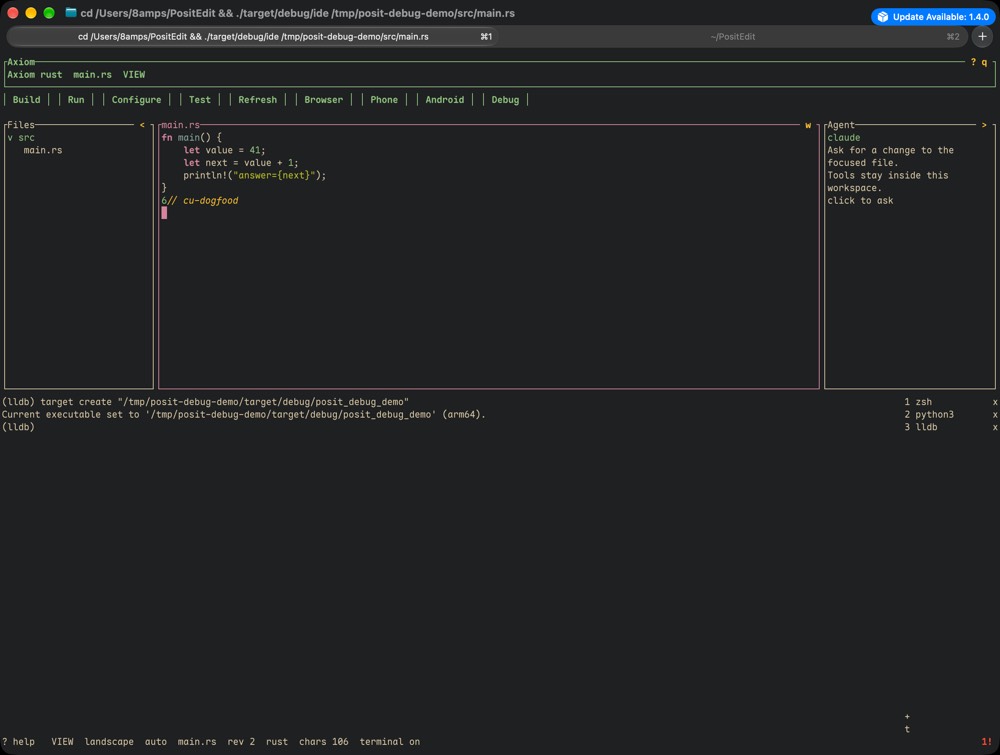 cd /Users/8amps/PositEdit && ./target/debug/ide /tmp/posit-debug-demo/src/main.rs
Update Available: 1.4.0
cd /Users/8amps/PositEdit && ./target/debug/ide /tmp/posit-debug-demo/src/main.rs ⌘1
~/PositEdit ⌘2 +
Axiom ? q
Axiom rust main.rs VIEW
| Build | | Run | | Configure | | Test | | Refresh | | Browser | | Phone | | Android | | Debug |
Files <
v src
main.rs
main.rs w
fn main() {
    let value = 41;
    let next = value + 1;
    println!("answer={next}");
}
6// cu-dogfood
Agent >
claude
Ask for a change to the
focused file.
Tools stay inside this
workspace.
click to ask
(lldb) target create "/tmp/posit-debug-demo/target/debug/posit_debug_demo"
Current executable set to '/tmp/posit-debug-demo/target/debug/posit_debug_demo' (arm64).
(lldb)
1 zsh x
2 python3 x
3 lldb x
+
t
? help VIEW landscape auto main.rs rev 2 rust chars 106 terminal on 1!